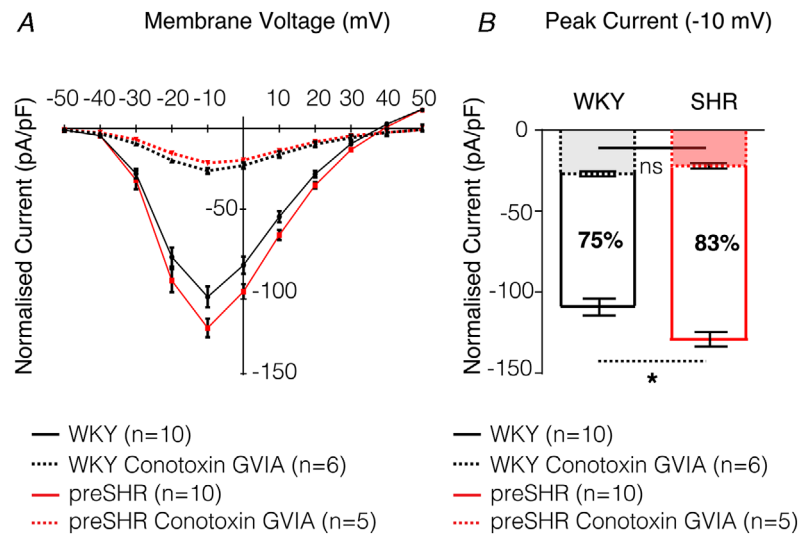 A Membrane Voltage (mV)
-50 -40 -30 -20 -10 10 20 30 40 50
Normalised Current (pA/pF)
-50
-100
-150
WKY (n=10)
WKY Conotoxin GVIA (n=6)
preSHR (n=10)
preSHR Conotoxin GVIA (n=5)
B Peak Current (-10 mV)
WKY SHR
Normalised Current (pA/pF)
0
-50
-100
-150
ns
75% 83%
*
WKY (n=10)
WKY Conotoxin GVIA (n=6)
preSHR (n=10)
preSHR Conotoxin GVIA (n=5)